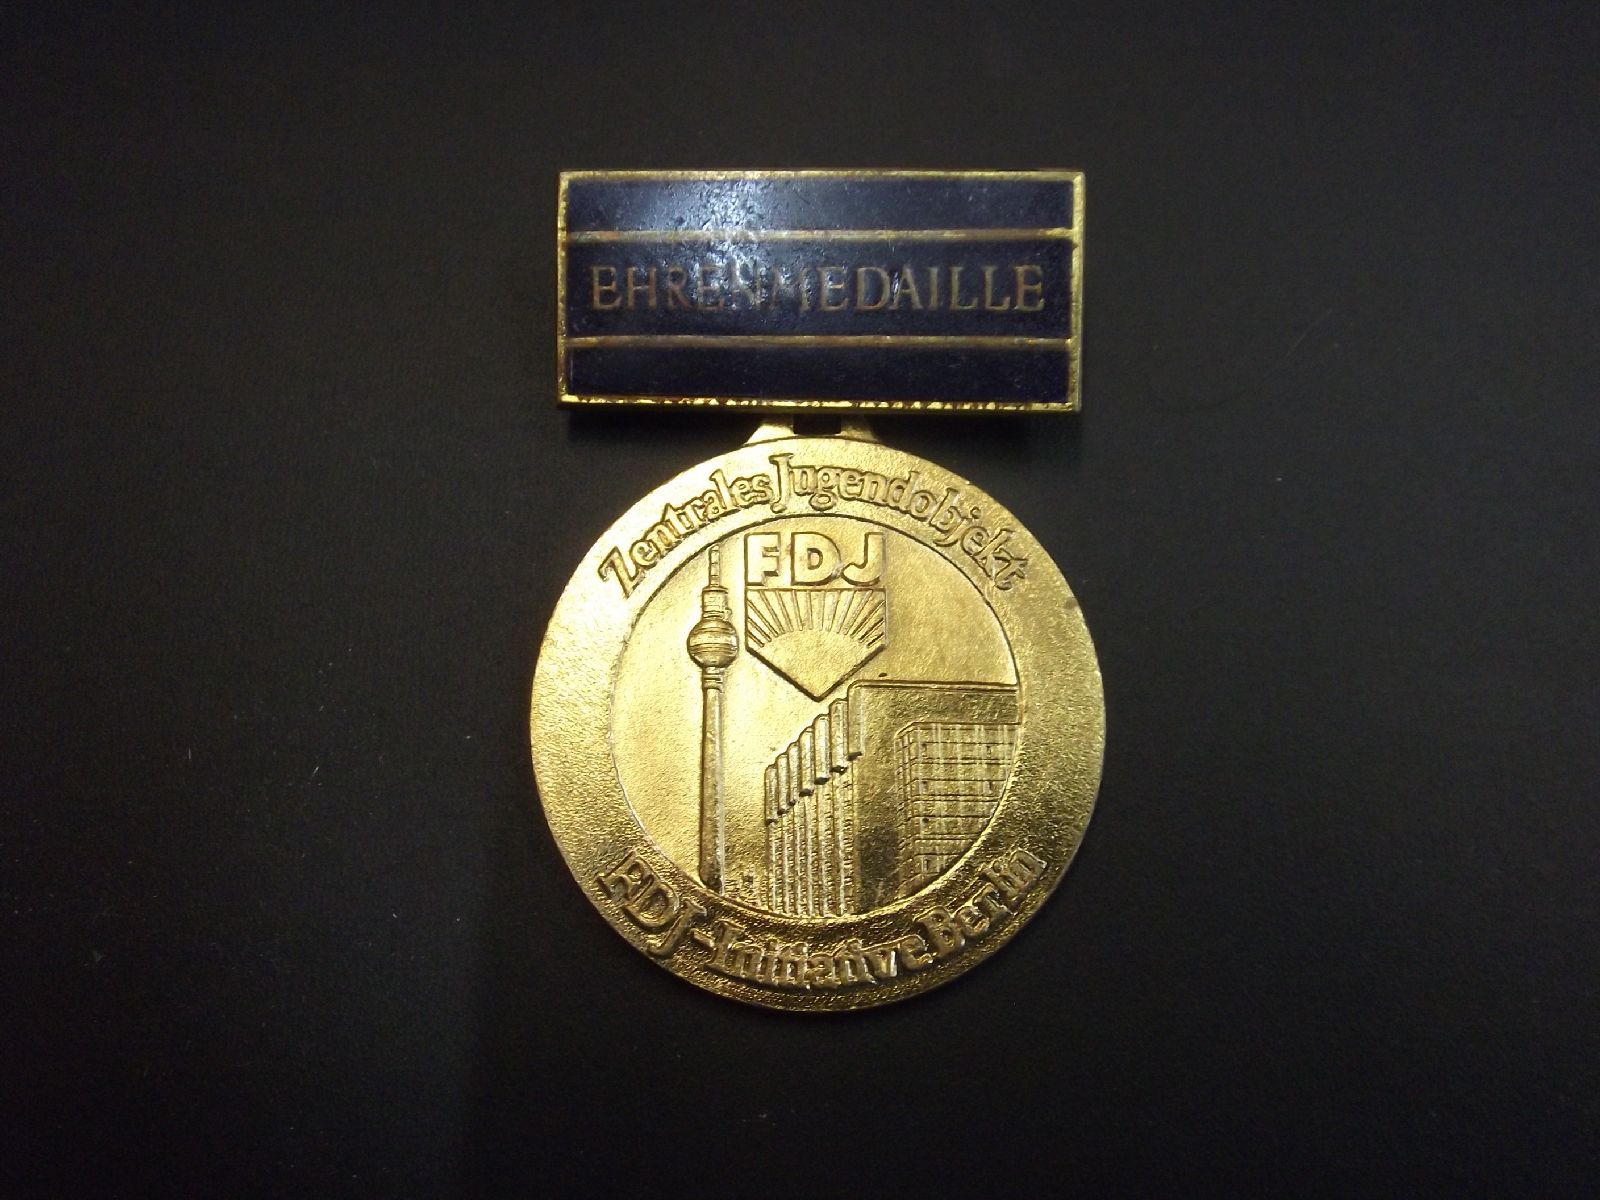 EHRENMEDAILLE
Zentrales Jugendobjekt
FDJ
FDJ-Initiative Berlin